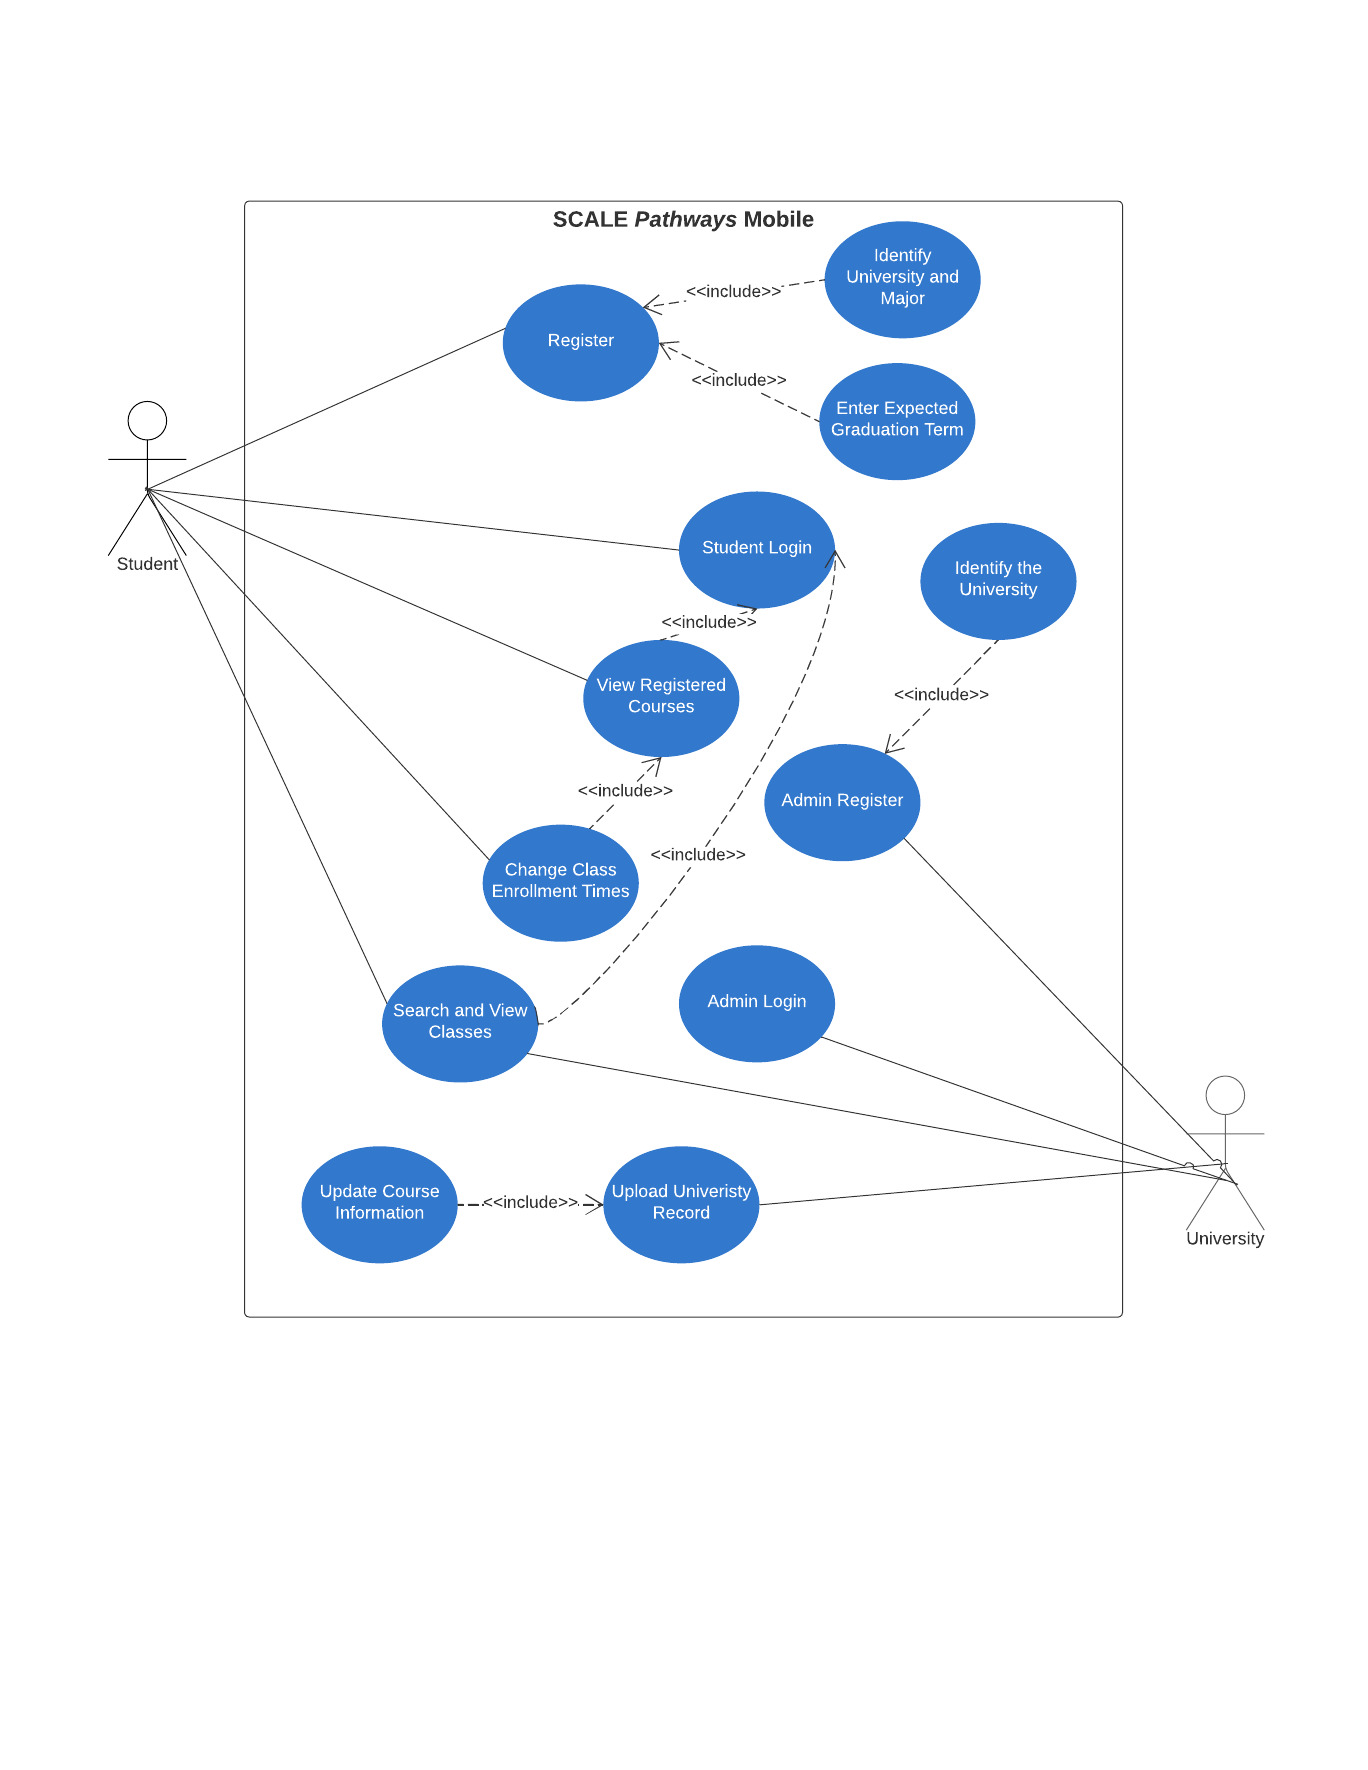 SCALE Pathways Mobile
Identify
University and
Major
<<include>>
Register
<<include>>
Enter Expected
Graduation Term
Student Login
Student
Identify the
University
<<include>>
View Registered
Courses
<<include>>
<<include>>
Admin Register
<<include>>
Change Class
Enrollment Times
Search and View
Classes
Admin Login
Update Course
Information
<<include>>
Upload Univeristy
Record
University